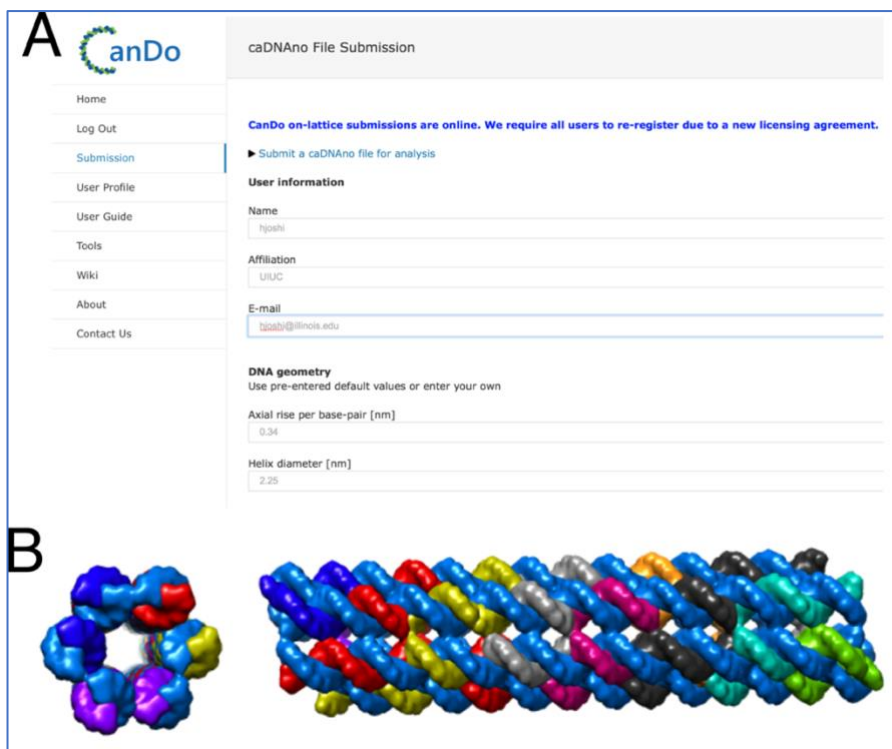 A
CanDo
caDNAno File Submission
Home
Log Out
Submission
User Profile
User Guide
Tools
Wiki
About
Contact Us
CanDo on-lattice submissions are online. We require all users to re-register due to a new licensing agreement.
Submit a caDNAno file for analysis
User information
Name
hjoshi
Affiliation
UIUC
E-mail
hjoshi@illinois.edu
DNA geometry
Use pre-entered default values or enter your own
Axial rise per base-pair [nm]
0.34
Helix diameter [nm]
2.25
B